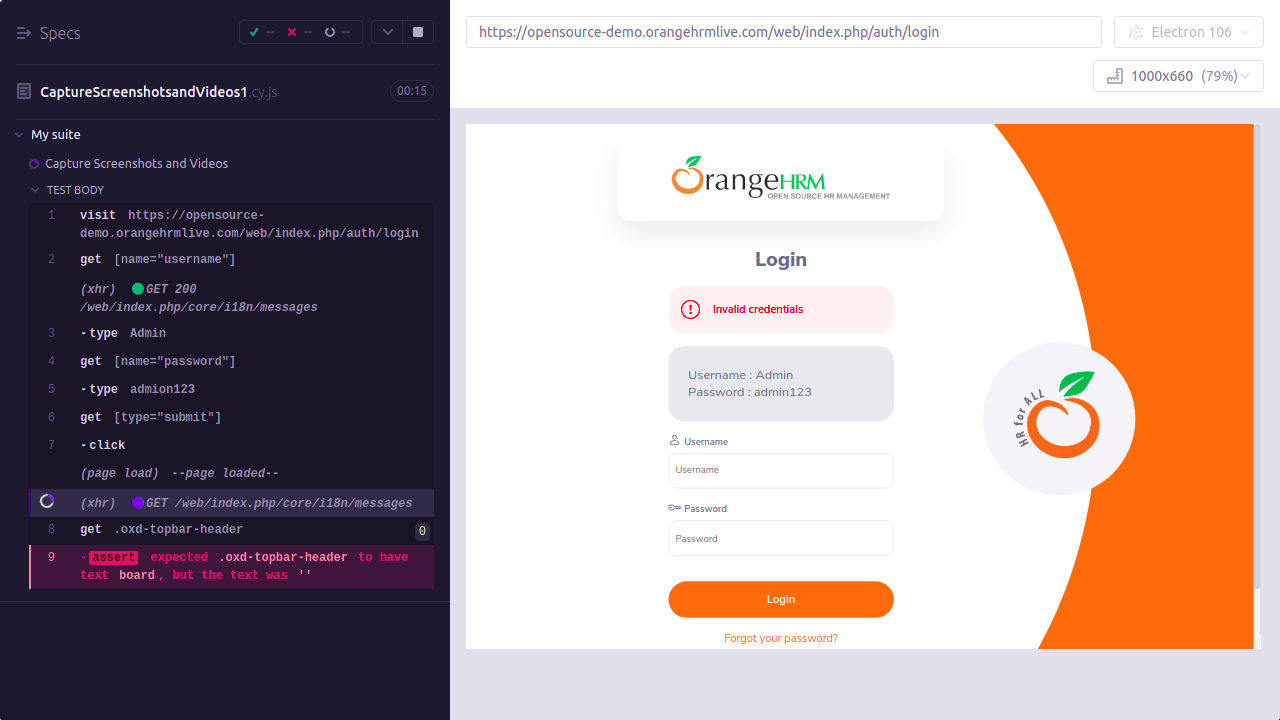 Specs
--
--
--
CaptureScreenshotsandVideos1.cy.js
00:15
My suite
Capture Screenshots and Videos
TEST BODY
1 visit https://opensource-
demo.orangehrmlive.com/web/index.php/auth/login
2 get [name="username"]
(xhr) GET 200
/web/index.php/core/i18n/messages
3 -type Admin
4 get [name="password"]
5 -type admion123
6 get [type="submit"]
7 -click
(page load) --page loaded--
(xhr) GET /web/index.php/core/i18n/messages
8 get .oxd-topbar-header 0
9 -assert expected .oxd-topbar-header to have
text board, but the text was ''
https://opensource-demo.orangehrmlive.com/web/index.php/auth/login
Electron 106
1000x660 (79%)
OrangeHRM
OPEN SOURCE HR MANAGEMENT
Login
Invalid credentials
Username : Admin
Password : admin123
Username
Username
Password
Password
Login
Forgot your password?
HR for ALL